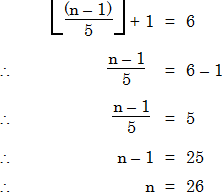 ⌊(n – 1)/5⌋ + 1 = 6
∴ (n – 1)/5 = 6 – 1
∴ (n – 1)/5 = 5
∴ n – 1 = 25
∴ n = 26